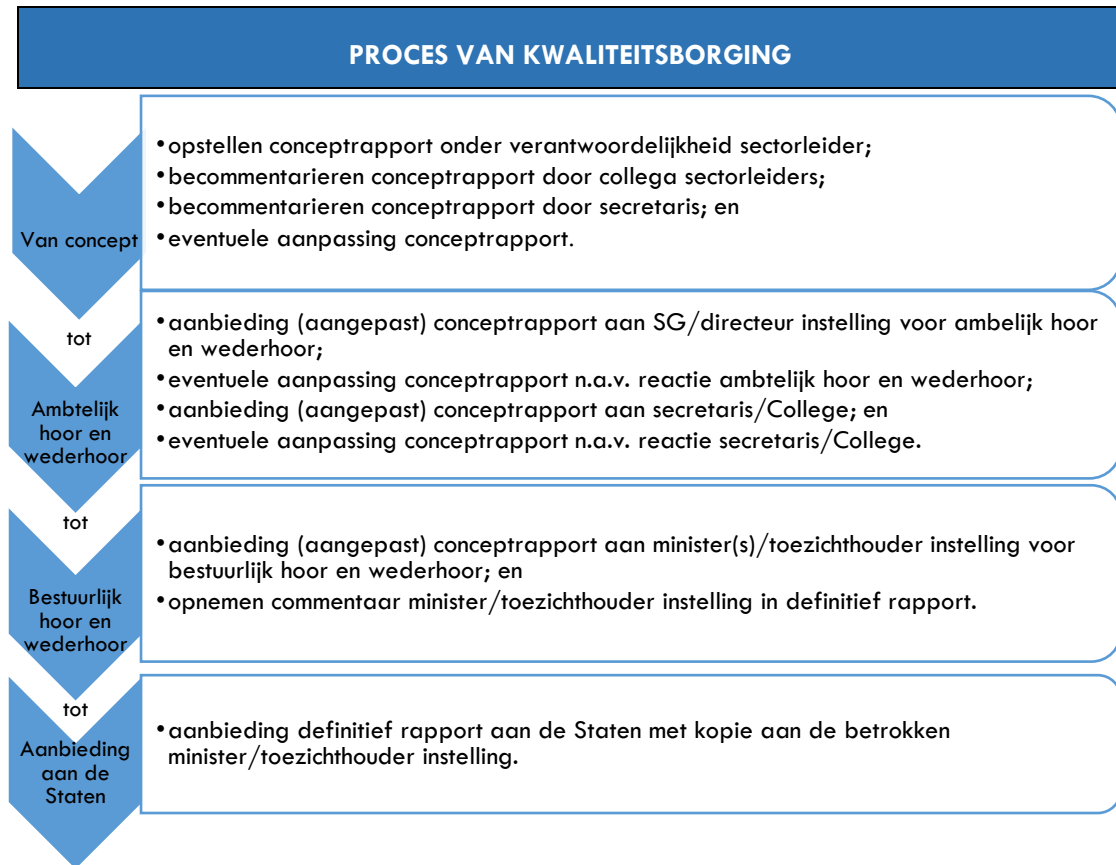 PROCES VAN KWALITEITSBORGING
Van concept
•opstellen conceptrapport onder verantwoordelijkheid sectorleider;
•becommentarieren conceptrapport door collega sectorleiders;
•becommentarieren conceptrapport door secretaris; en
•eventuele aanpassing conceptrapport.
tot
Ambtelijk
hoor en
wederhoor
•aanbieding (aangepast) conceptrapport aan SG/directeur instelling voor ambelijk hoor
en wederhoor;
•eventuele aanpassing conceptrapport n.a.v. reactie ambtelijk hoor en wederhoor;
•aanbieding (aangepast) conceptrapport aan secretaris/College; en
•eventuele aanpassing conceptrapport n.a.v. reactie secretaris/College.
tot
Bestuurlijk
hoor en
wederhoor
•aanbieding (aangepast) conceptrapport aan minister(s)/toezichthouder instelling voor
bestuurlijk hoor en wederhoor; en
•opnemen commentaar minister/toezichthouder instelling in definitief rapport.
tot
Aanbieding
aan de
Staten
•aanbieding definitief rapport aan de Staten met kopie aan de betrokken
minister/toezichthouder instelling.